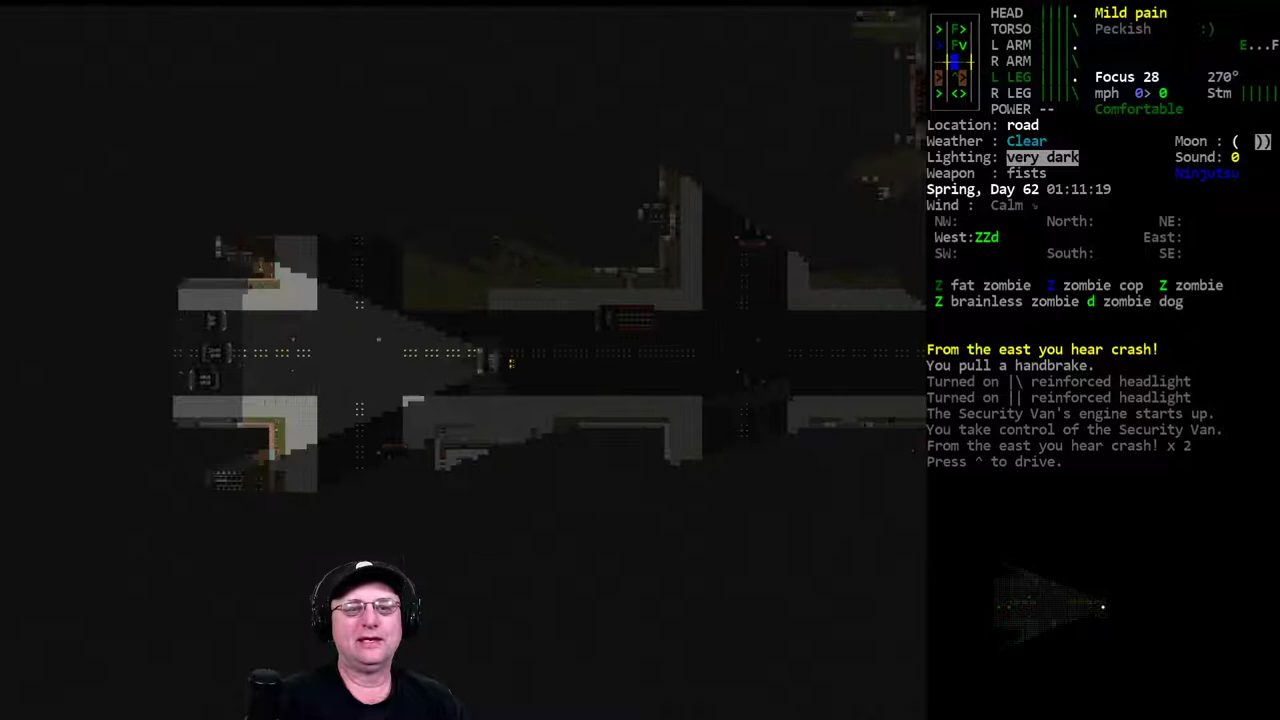 HEAD ||||. Mild pain
TORSO ||||\ Peckish :)
L ARM ||||. E...F
R ARM ||||\
L LEG ||||. Focus 28 270°
R LEG ||||\ mph 0> 0 Stm |||||
POWER -- Comfortable
Location: road
Weather : Clear Moon : ( ))
Lighting: very dark Sound: 0
Weapon : fists Ninjutsu
Spring, Day 62 01:11:19
Wind : Calm
NW: North: NE:
West:ZZd East:
SW: South: SE:
Z fat zombie Z zombie cop Z zombie
Z brainless zombie d zombie dog
From the east you hear crash!
You pull a handbrake.
Turned on |\ reinforced headlight
Turned on || reinforced headlight
The Security Van's engine starts up.
You take control of the Security Van.
From the east you hear crash! x 2
Press ^ to drive.